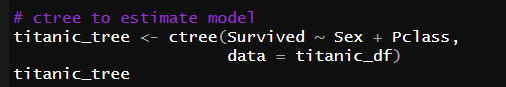 # ctree to estimate model
titanic_tree <- ctree(Survived ~ Sex + Pclass,
                      data = titanic_df)
titanic_tree